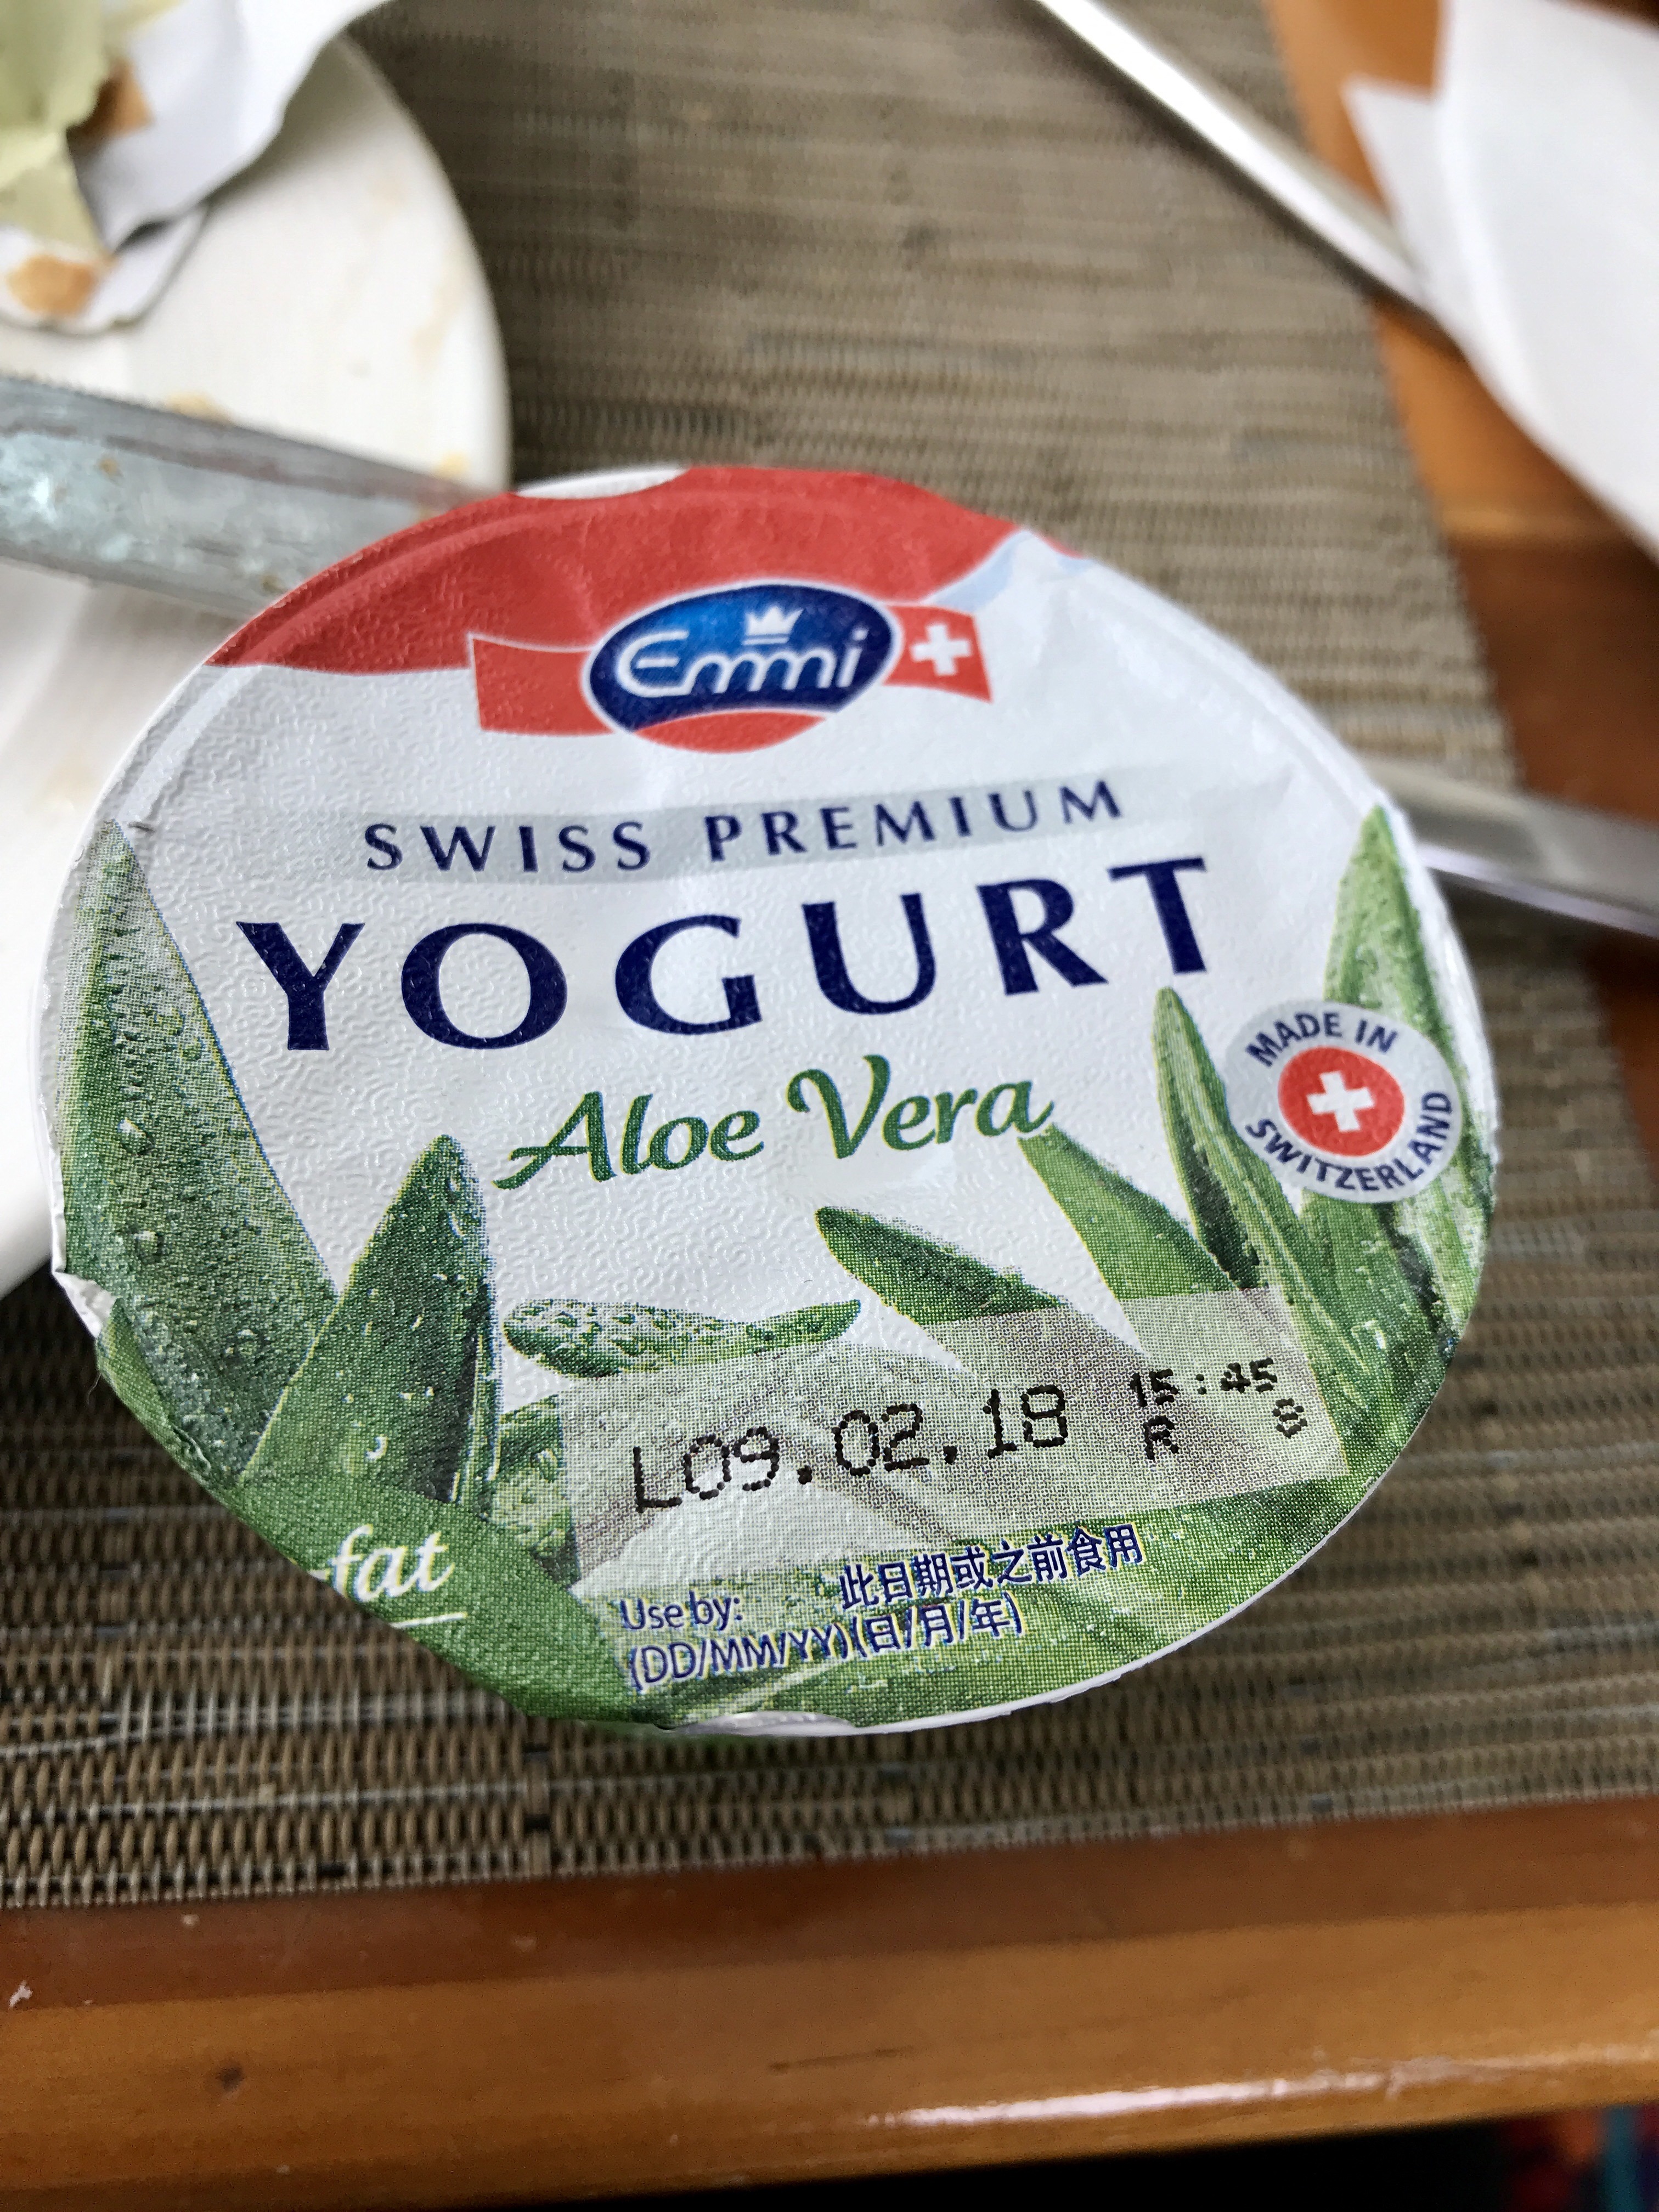 Emmi
SWISS PREMIUM
YOGURT
Aloe Vera
MADE IN
SWITZERLAND
L09.02.18 15:45
R 8
fat
Use by: 此日期或之前食用
(DD/MM/YY)(日/月/年)